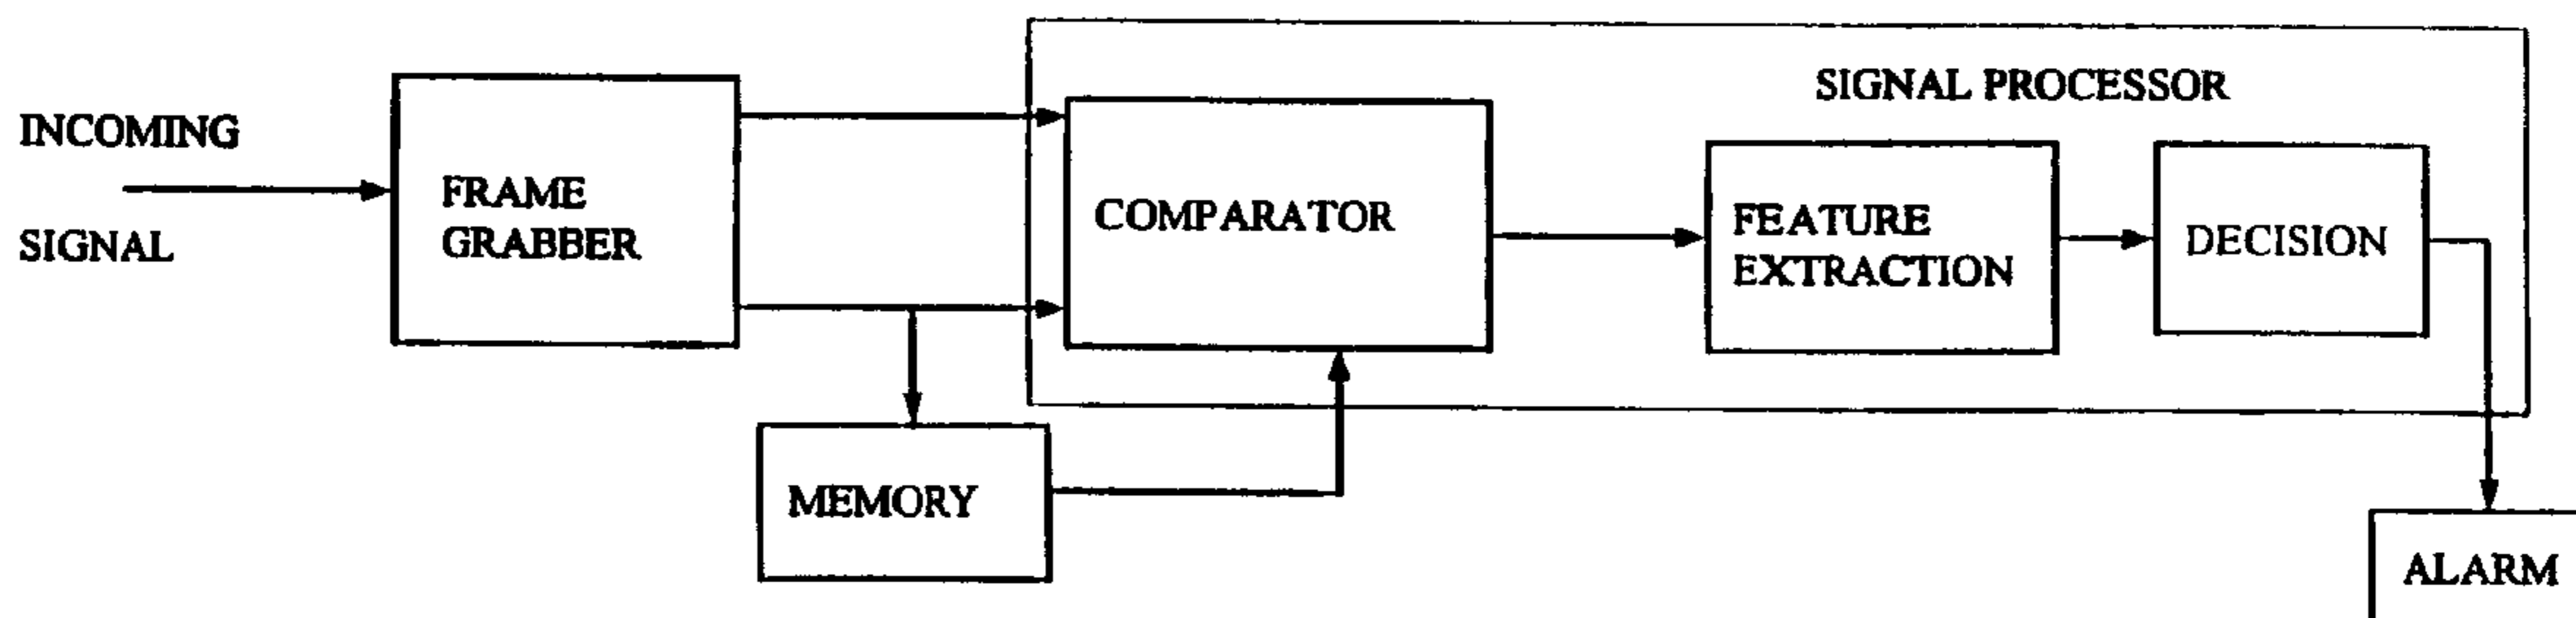 INCOMING
SIGNAL
FRAME
GRABBER
SIGNAL PROCESSOR
COMPARATOR
FEATURE
EXTRACTION
DECISION
MEMORY
ALARM